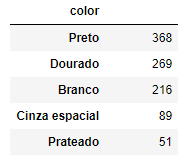 color
Preto 368
Dourado 269
Branco 216
Cinza espacial 89
Prateado 51